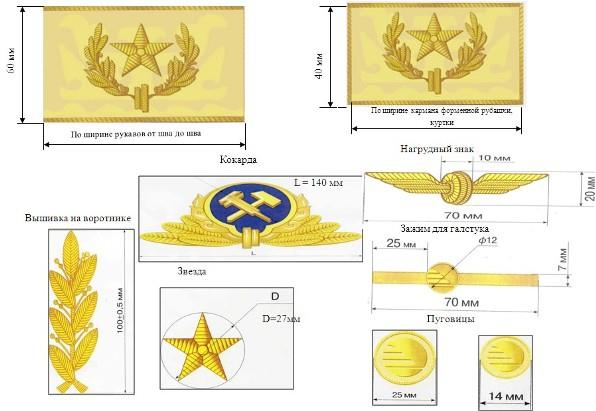 60 мм
По ширине рукавов от шва до шва
40 мм
По ширине кармана форменной рубашки,
куртки
Кокарда
L = 140 мм
L
Нагрудный знак
10 мм
20 мм
70 мм
Вышивка на воротнике
100±0,5 мм
Звезда
D
D=27мм
Зажим для галстука
25 мм
ф12
7 мм
70 мм
Пуговицы
25 мм
14 мм